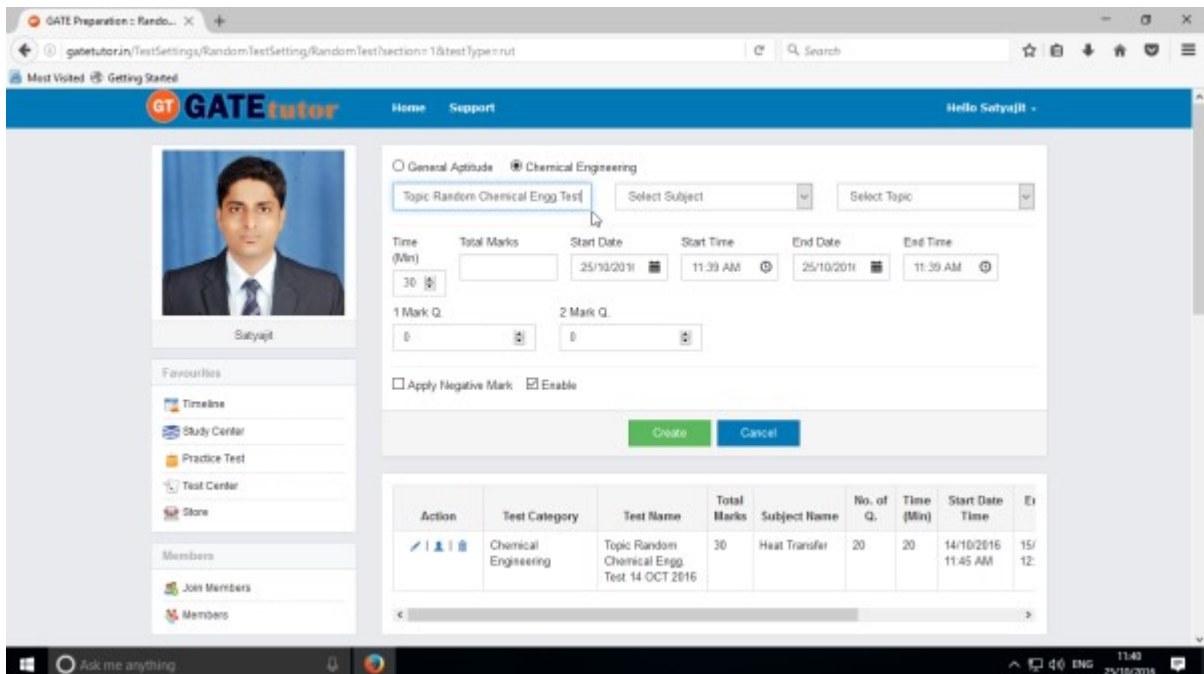 GATE Preparation :: Rando...
gatetutor.in/TestSettings/RandomTestSetting/RandomTest?section=1&testType=rut
Search
Most Visited Getting Started
GT GATEtutor Home Support Hello Satyajit
General Aptitude Chemical Engineering
Topic Random Chemical Engg.Test Select Subject Select Topic
Time (Min) Total Marks Start Date Start Time End Date End Time
30 25/10/201 11:39 AM 25/10/201 11:39 AM
1 Mark Q. 2 Mark Q.
0 0
Apply Negative Mark Enable
Create Cancel
Satyajit
Favourites
Timeline
Study Center
Practice Test
Test Center
Store
Members
Join Members
Members
Action Test Category Test Name Total Marks Subject Name No. of Q. Time (Min) Start Date Time
Chemical Engineering Topic Random Chemical Engg. Test 14 OCT 2016 30 Heat Transfer 20 20 14/10/2016 11:45 AM 15/ 12:
Ask me anything
ENG 11:40
25/10/2016